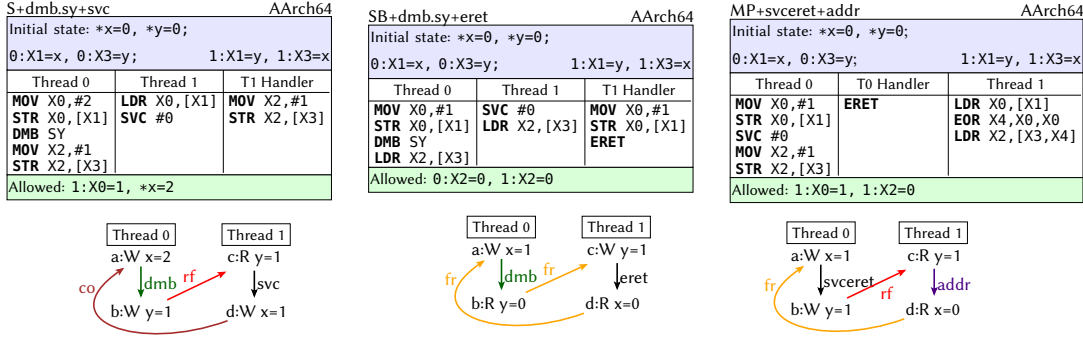 S+dmb.sy+svc AArch64
Initial state: *x=0, *y=0;
0:X1=x, 0:X3=y; 1:X1=y, 1:X3=x
Thread 0 Thread 1 T1 Handler
MOV X0,#2 LDR X0,[X1] MOV X2,#1
STR X0,[X1] SVC #0 STR X2,[X3]
DMB SY
MOV X2,#1
STR X2,[X3]
Allowed: 1:X0=1, *x=2
Thread 0 Thread 1
a:W x=2 c:R y=1
co dmb rf svc
b:W y=1 d:W x=1
SB+dmb.sy+eret AArch64
Initial state: *x=0, *y=0;
0:X1=x, 0:X3=y; 1:X1=y, 1:X3=x
Thread 0 Thread 1 T1 Handler
MOV X0,#1 SVC #0 MOV X0,#1
STR X0,[X1] LDR X2,[X3] STR X0,[X1]
DMB SY ERET
LDR X2,[X3]
Allowed: 0:X2=0, 1:X2=0
Thread 0 Thread 1
a:W x=1 c:W y=1
fr dmb fr eret
b:R y=0 d:R x=0
MP+svceret+addr AArch64
Initial state: *x=0, *y=0;
0:X1=x, 0:X3=y; 1:X1=y, 1:X3=x
Thread 0 T0 Handler Thread 1
MOV X0,#1 ERET LDR X0,[X1]
STR X0,[X1] EOR X4,X0,X0
SVC #0 LDR X2,[X3,X4]
MOV X2,#1
STR X2,[X3]
Allowed: 1:X0=1, 1:X2=0
Thread 0 Thread 1
a:W x=1 c:R y=1
fr svceret rf addr
b:W y=1 d:R x=0